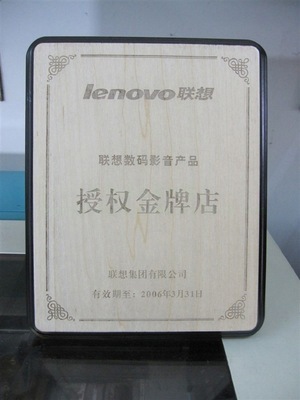 lenovo联想
联想数码影音产品
授权金牌店
联想集团有限公司
有效期至：2006年3月31日